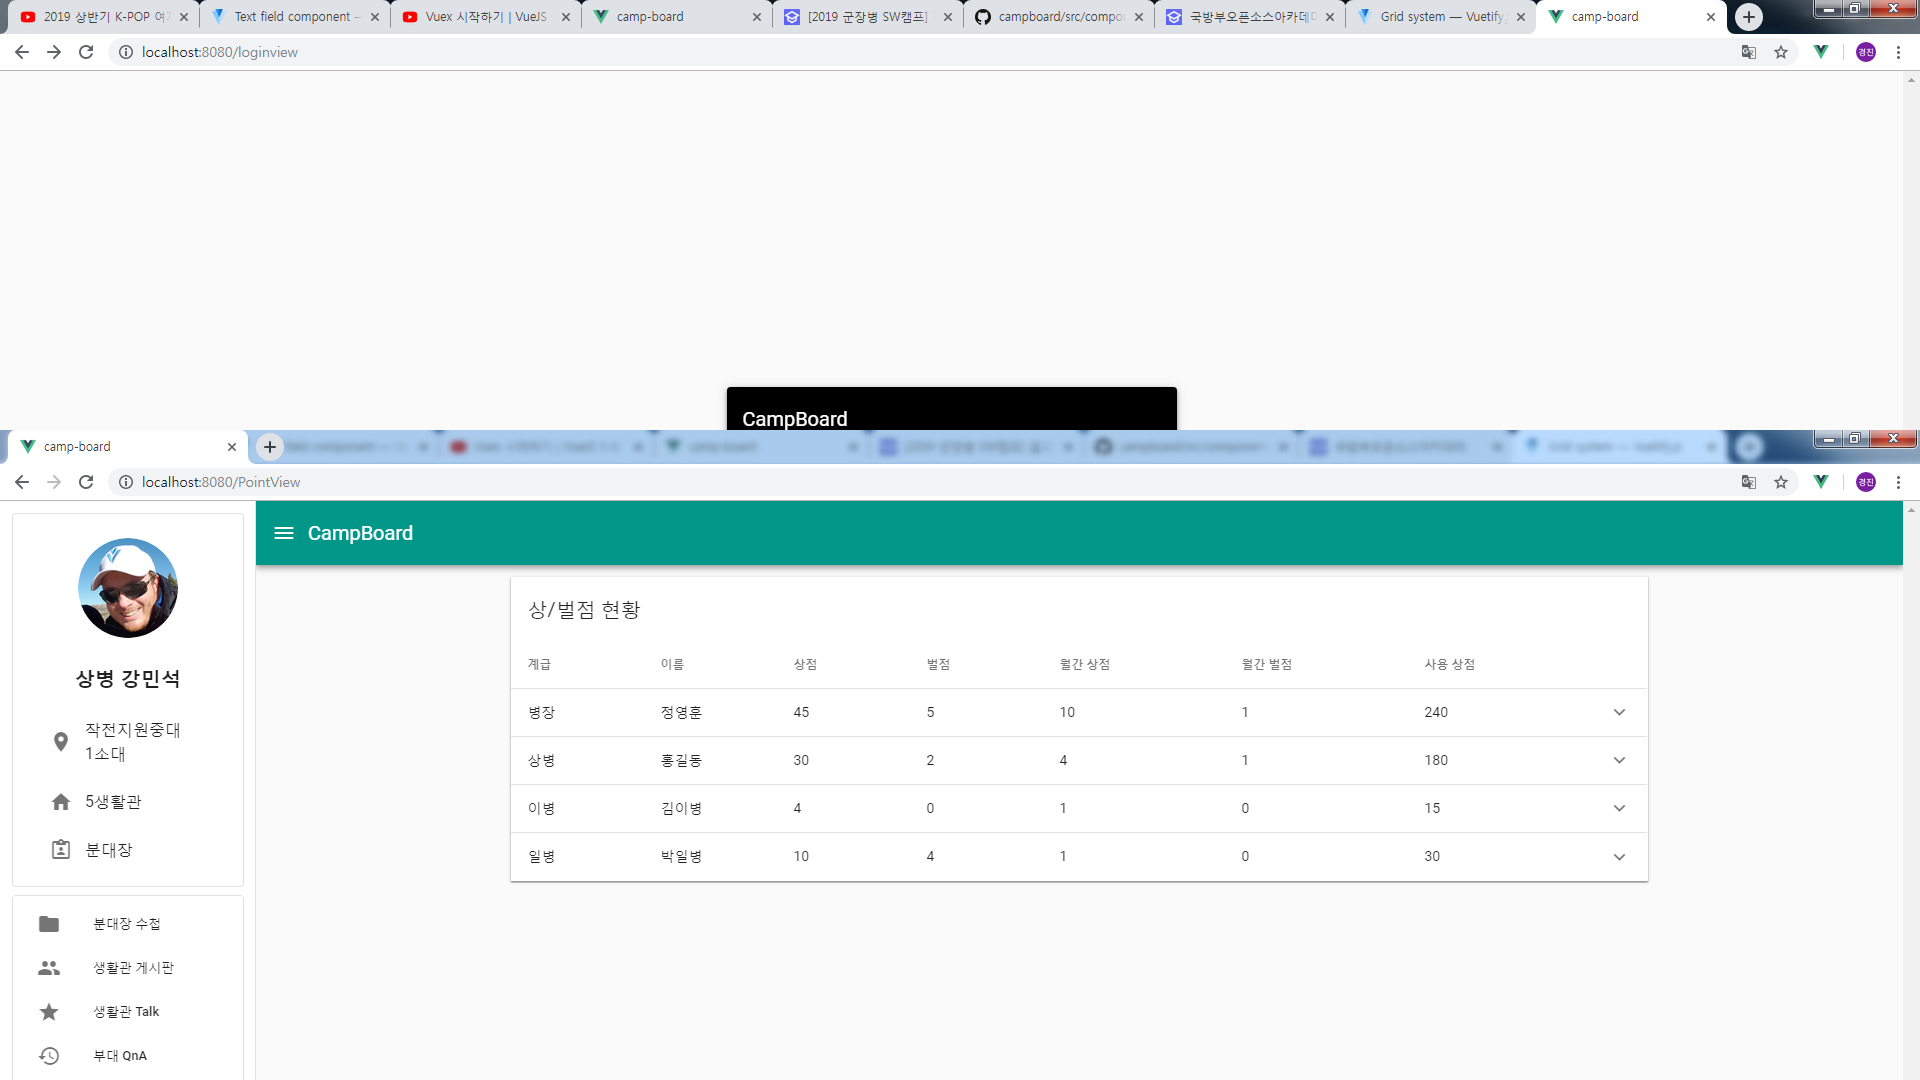 2019 상반기 K-POP 여
Text field component —
Vuex 시작하기 | VueJS
camp-board
[2019 군장병 SW캠프]
campboard/src/compo
국방부오픈소스아카데미
Grid system — Vuetify
camp-board
localhost:8080/loginview
경진
CampBoard
camp-board
localhost:8080/PointView
경진
CampBoard
상병 강민석
작전지원중대
1소대
5생활관
분대장
분대장 수첩
생활관 게시판
생활관 Talk
부대 QnA
상/벌점 현황
계급 이름 상점 벌점 월간 상점 월간 벌점 사용 상점
병장 정영훈 45 5 10 1 240
상병 홍길동 30 2 4 1 180
이병 김이병 4 0 1 0 15
일병 박일병 10 4 1 0 30